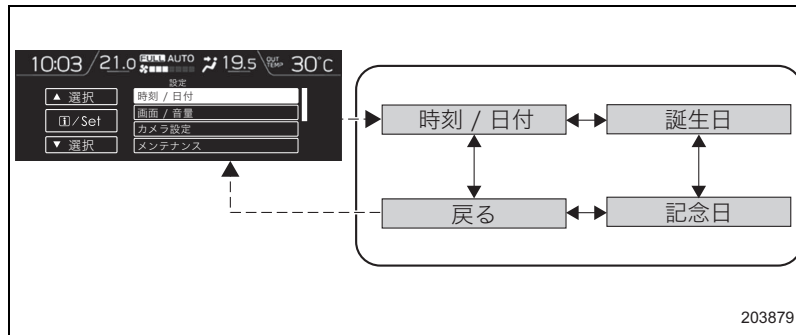 10:03 21.0 FULL AUTO 19.5 OUT TEMP 30°C
設定
▲ 選択
時刻 / 日付
画面 / 音量
i/Set
カメラ設定
▼ 選択
メンテナンス
時刻 / 日付
誕生日
戻る
記念日
203879